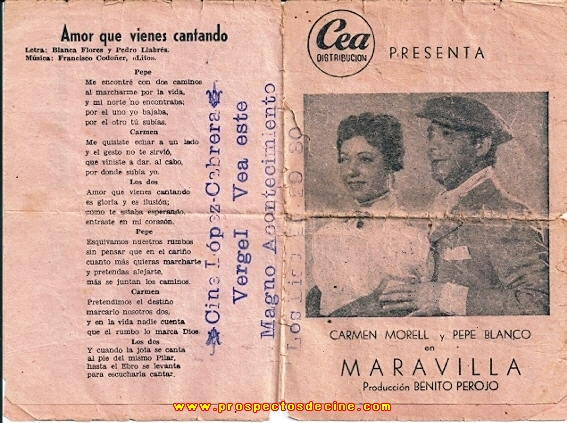 Amor que vienes cantando
Letra: Blanca Flores y Pedro Llabrés.
Música: Francisco Codoñer, «Lito».
Pepe
Me encontré con dos caminos
al marcharme por la vida,
y mi norte no encontraba;
por el uno yo bajaba,
por el otro tú subías.
Carmen
Me quisiste echar a un lado
y el gesto no te sirvió,
que viniste a dar, al cabo,
por donde subía yo.
Los dos
Amor que vienes cantando
es gloria y es ilusión;
como te estaba esperando,
entraste en mi corazón.
Pepe
Esquivamos nuestros rumbos
sin pensar que en el cariño
cuanto más quieras marcharte
y pretendas alejarte,
más se juntan los caminos.
Carmen
Pretendimos el destino
marcarlo nosotros dos,
y en la vida nadie cuenta
que el rumbo lo marca Dios.
Los dos
Y cuando la jota se canta
al pie del mismo Pilar,
hasta el Ebro se levanta
para escucharla cantar.
Cine López-Cabrera
Vergel Vea este
Magno Acontecimiento
Los
Cea
DISTRIBUCION
PRESENTA
CARMEN MORELL y PEPE BLANCO
en
MARAVILLA
Producción BENITO PEROJO
www.prospectosdecine.com